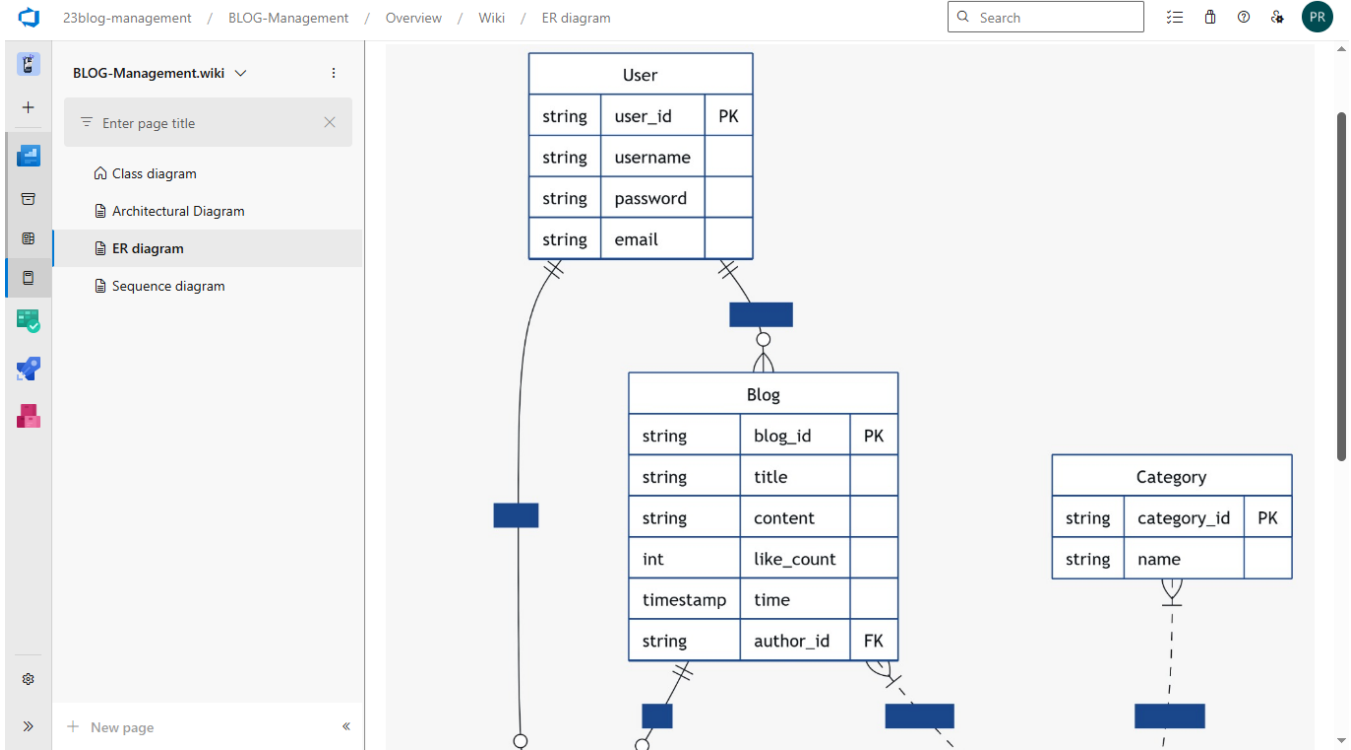 23blog-management / BLOG-Management / Overview / Wiki / ER diagram
Search
PR
BLOG-Management.wiki
Enter page title
Class diagram
Architectural Diagram
ER diagram
Sequence diagram
New page
User
string user_id PK
string username
string password
string email
Blog
string blog_id PK
string title
string content
int like_count
timestamp time
string author_id FK
Category
string category_id PK
string name